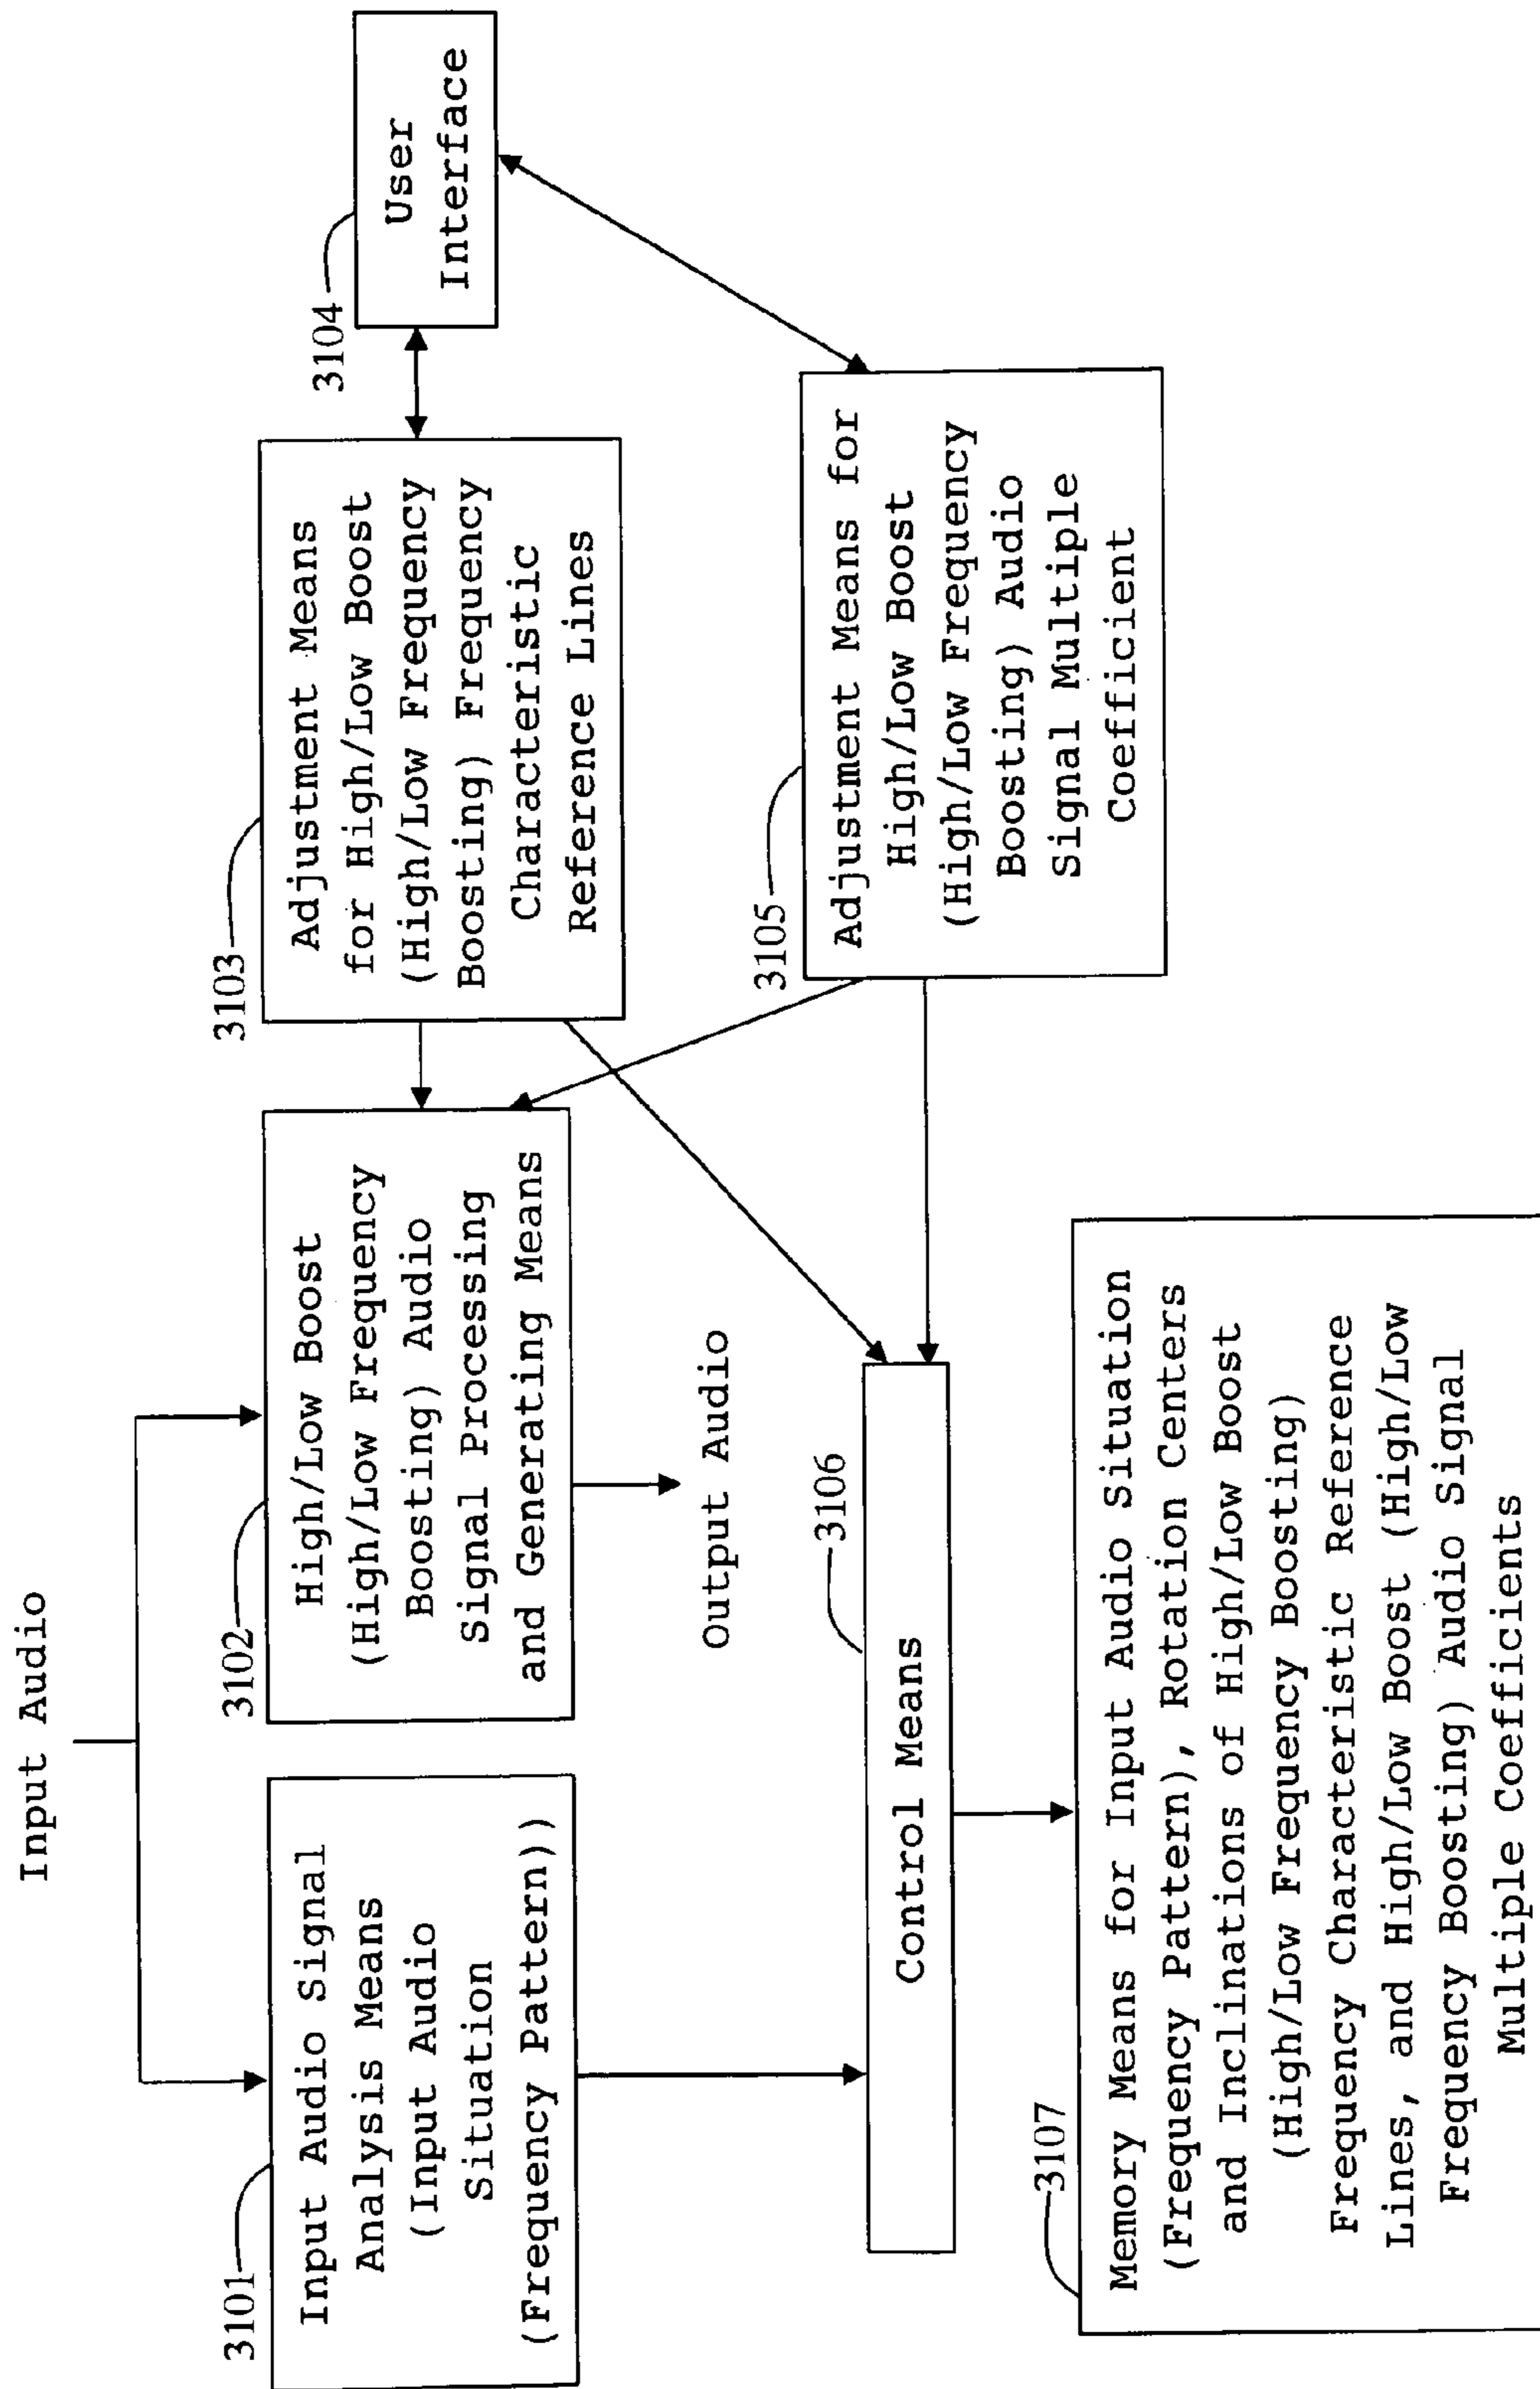 Input Audio
3101
Input Audio Signal
Analysis Means
(Input Audio
Situation
(Frequency Pattern))
3102
High/Low Boost
(High/Low Frequency
Boosting) Audio
Signal Processing
and Generating Means
3103
Adjustment Means
for High/Low Boost
(High/Low Frequency
Boosting) Frequency
Characteristic
Reference Lines
3104
User
Interface
Output Audio
3105
Adjustment Means for
High/Low Boost
(High/Low Frequency
Boosting) Audio
Signal Multiple
Coefficient
3106
Control Means
3107
Memory Means for Input Audio Situation
(Frequency Pattern), Rotation Centers
and Inclinations of High/Low Boost
(High/Low Frequency Boosting)
Frequency Characteristic Reference
Lines, and High/Low Boost (High/Low
Frequency Boosting) Audio Signal
Multiple Coefficients